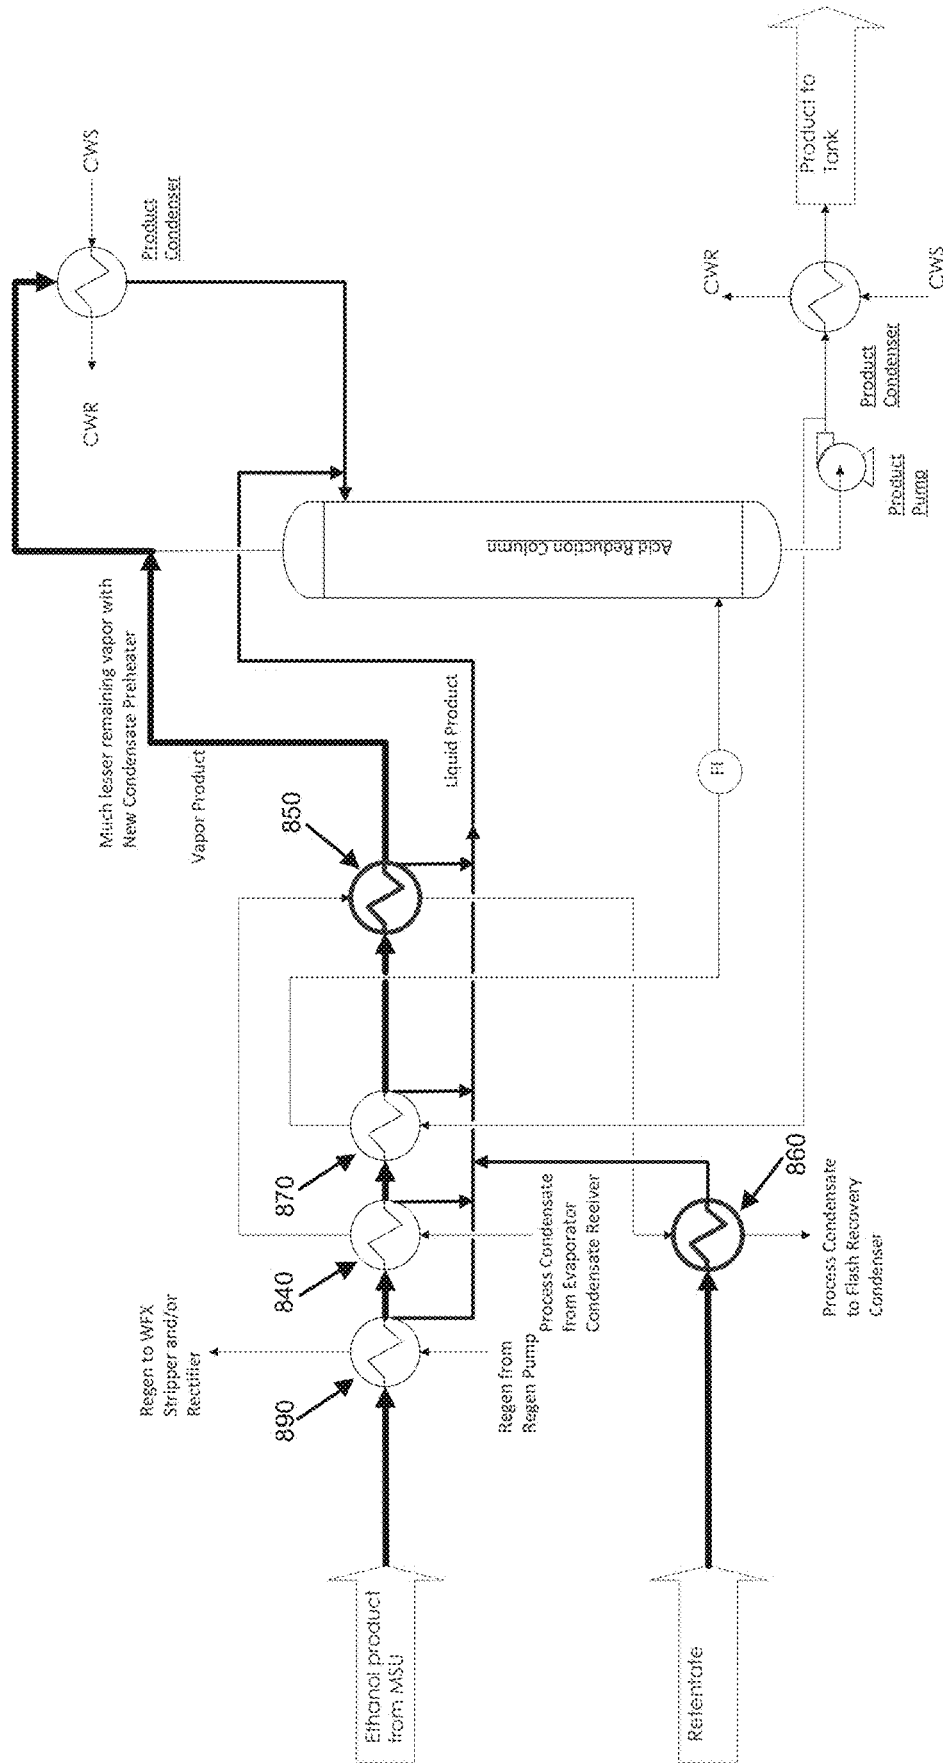 Ethanol product
from MSU
Retentate
890
Regen to WFX
Stripper and/or
Rectifier
Regen from
Regen Pump
840
Process Condensate
from Evaporator
Condensate Reeiver
870
860
Process Condensate
to Flash Recovery
Condenser
850
Much lesser remaining vapor with
New Condensate Preheater
Vapor Product
Liquid Product
Acid Reduction Column
CWS
CWR
Product
Condenser
Product
Pump
Product
Condenser
CWR
CWS
Product to
Tank